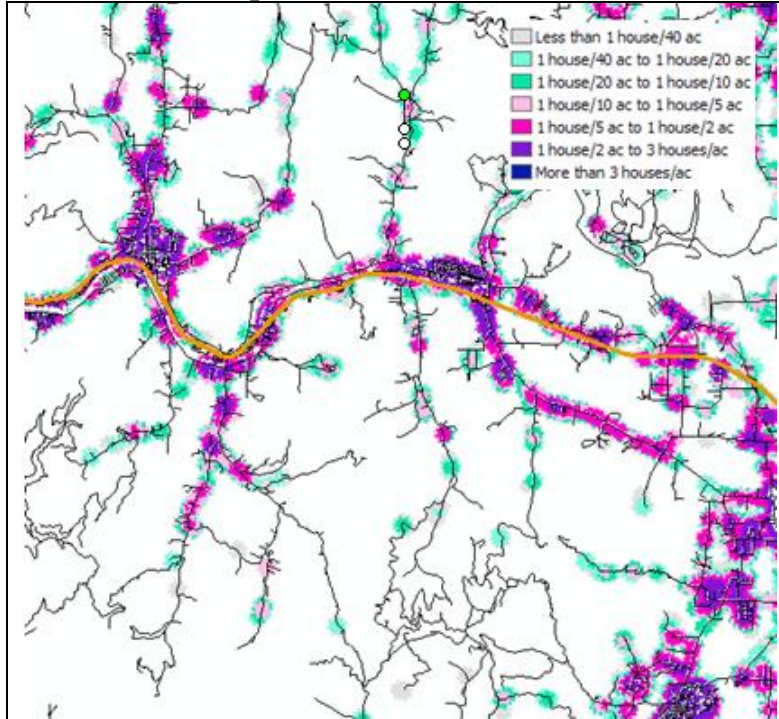 Less than 1 house/40 ac
1 house/40 ac to 1 house/20 ac
1 house/20 ac to 1 house/10 ac
1 house/10 ac to 1 house/5 ac
1 house/5 ac to 1 house/2 ac
1 house/2 ac to 3 houses/ac
More than 3 houses/ac